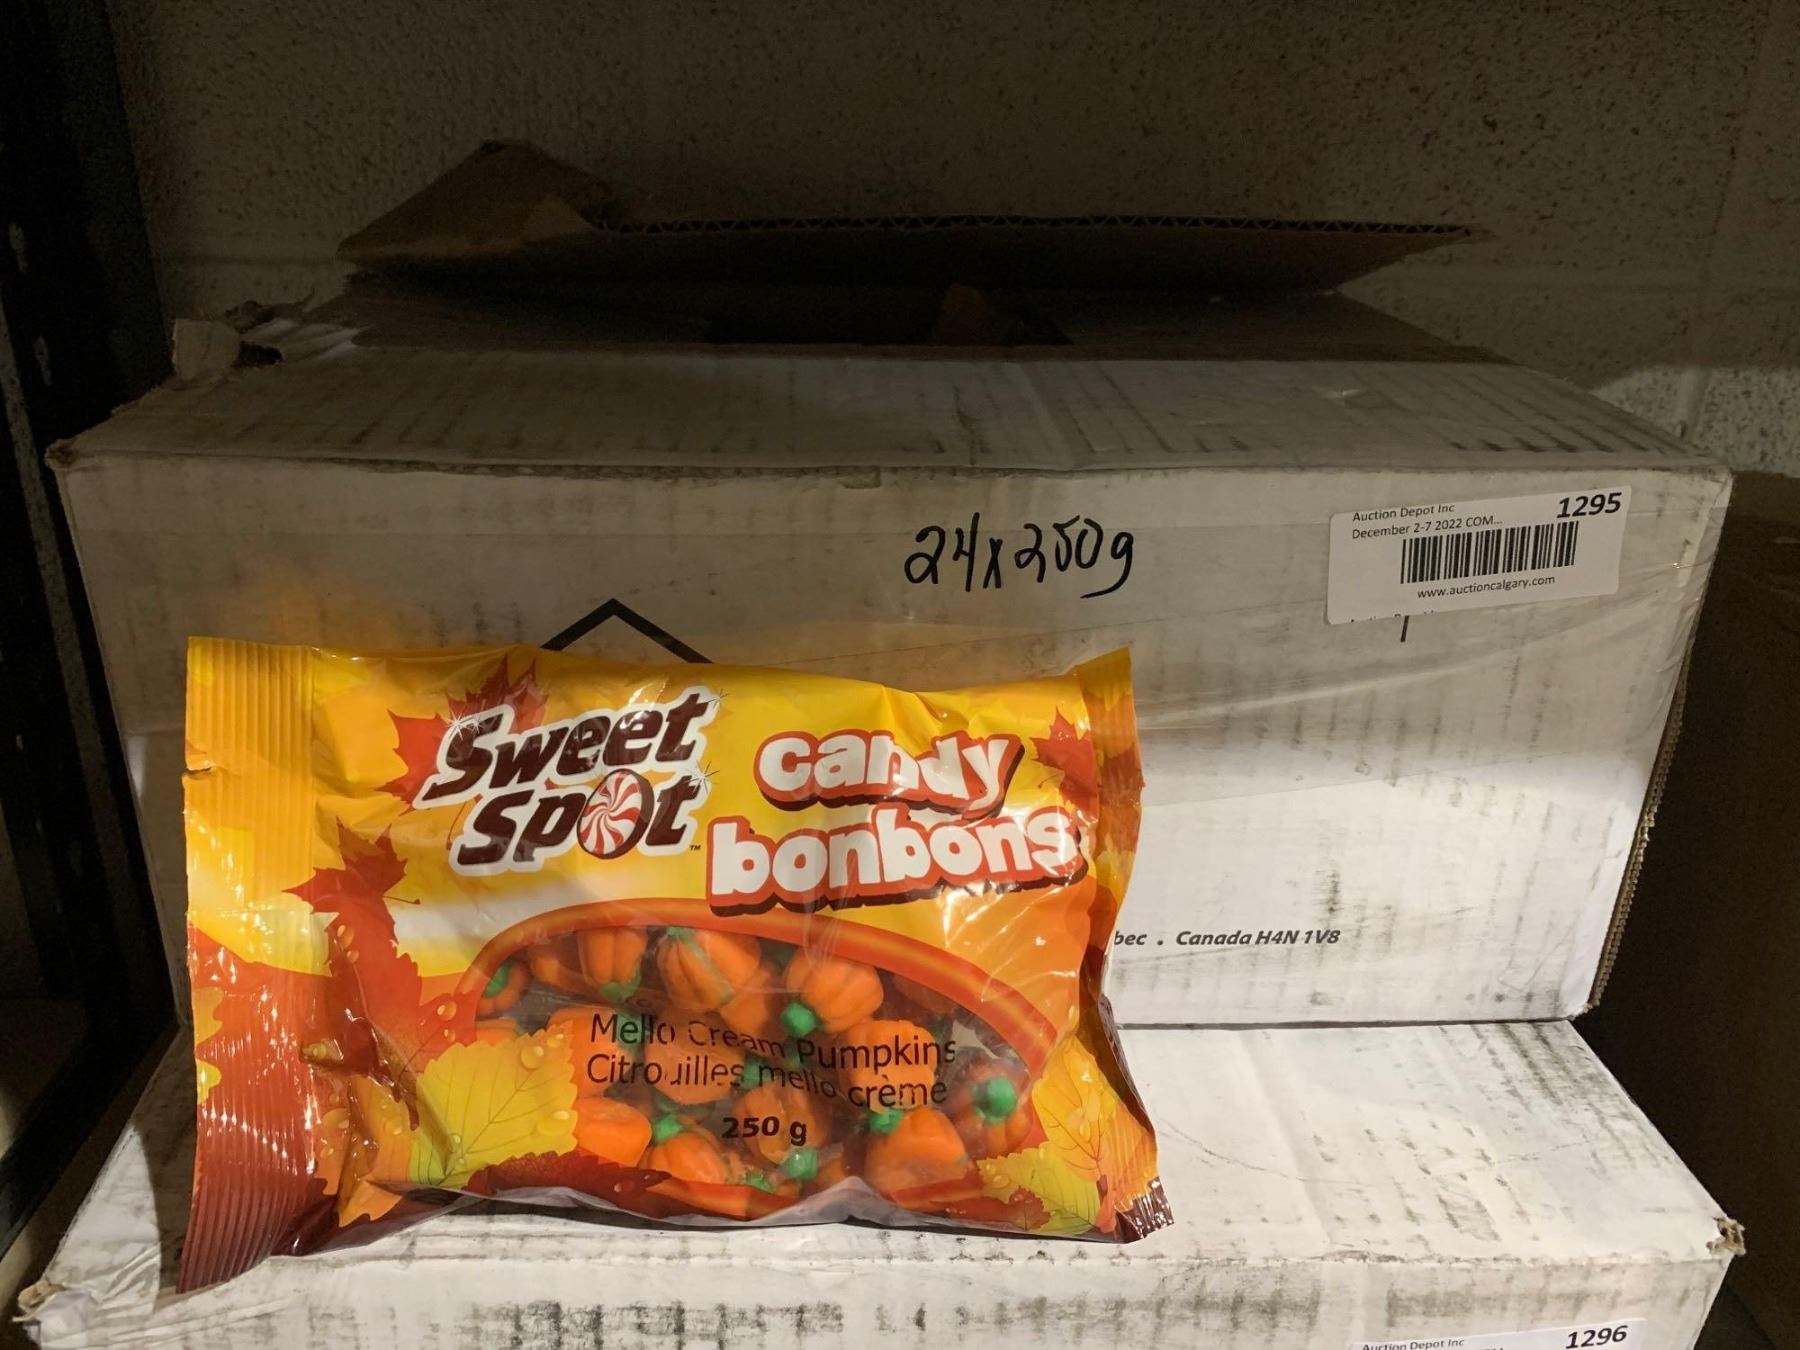 24x250g
Auction Depot Inc
1295
December 2-7 2022 COM...
www.auctioncalgary.com
Sweet
Spot™
candy
bonbons
Mello Cream Pumpkins
Citrouilles mello crème
250 g
bec . Canada H4N 1V8
Auction Depot Inc
1296